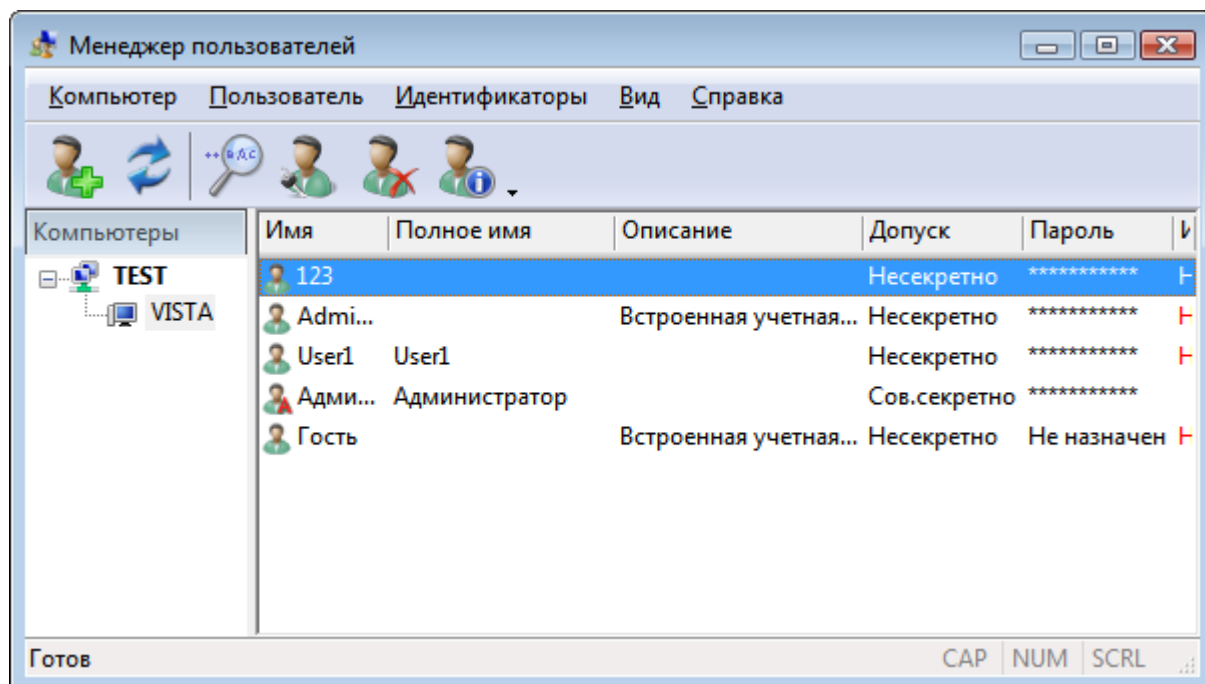 Менеджер пользователей
Компьютер Пользователь Идентификаторы Вид Справка
Компьютеры Имя Полное имя Описание Допуск Пароль И
TEST 123 Несекретно *********** Н
VISTA Admi... Встроенная учетная... Несекретно *********** Н
User1 User1 Несекретно *********** Н
Адми... Администратор Сов.секретно ***********
Гость Встроенная учетная... Несекретно Не назначен Н
Готов CAP NUM SCRL